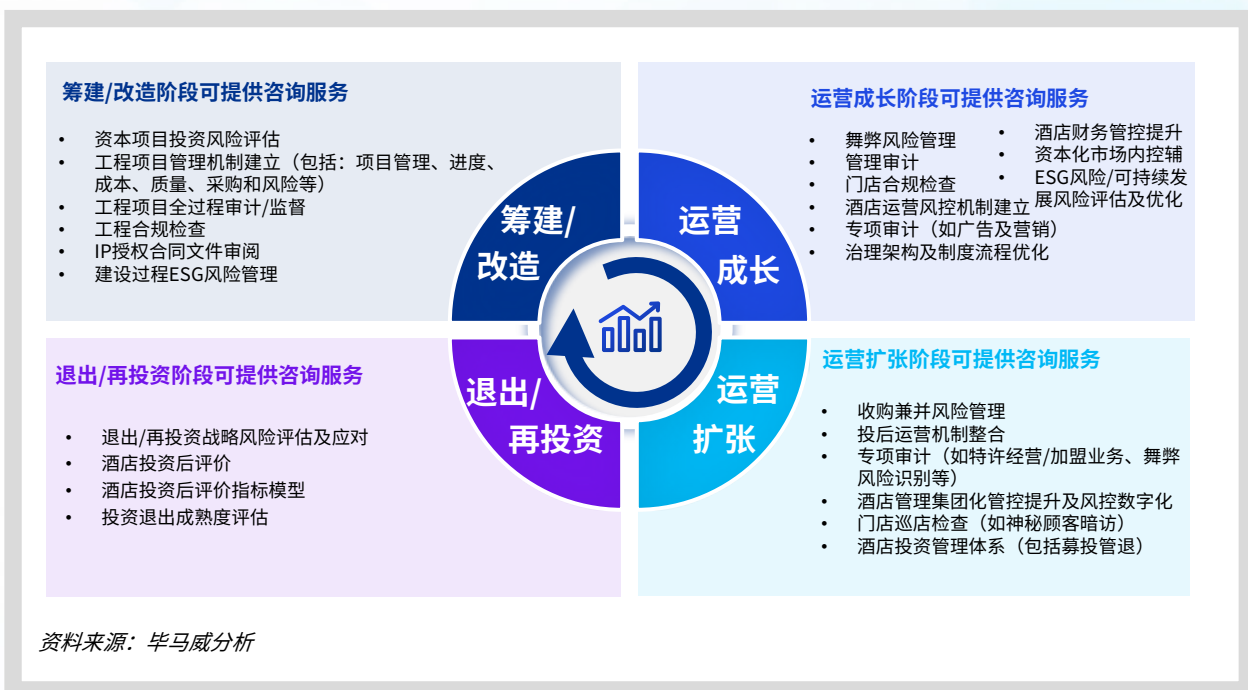 筹建/改造阶段可提供咨询服务
• 资本项目投资风险评估
• 工程项目管理机制建立（包括：项目管理、进度、
成本、质量、采购和风险等）
• 工程项目全过程审计/监督
• 工程合规检查
• IP授权合同文件审阅
• 建设过程ESG风险管理
运营成长阶段可提供咨询服务
• 舞弊风险管理
• 管理审计
• 门店合规检查
• 酒店运营风控机制建立
• 专项审计（如广告及营销）
• 治理架构及制度流程优化
• 酒店财务管控提升
• 资本化市场内控辅
• ESG风险/可持续发
展风险评估及优化
筹建/
改造
运营
成长
退出/
再投资
运营
扩张
退出/再投资阶段可提供咨询服务
• 退出/再投资战略风险评估及应对
• 酒店投资后评价
• 酒店投资后评价指标模型
• 投资退出成熟度评估
运营扩张阶段可提供咨询服务
• 收购兼并风险管理
• 投后运营机制整合
• 专项审计（如特许经营/加盟业务、舞弊
风险识别等）
• 酒店管理集团化管控提升及风控数字化
• 门店巡店检查（如神秘顾客暗访）
• 酒店投资管理体系（包括募投管退）
资料来源：毕马威分析